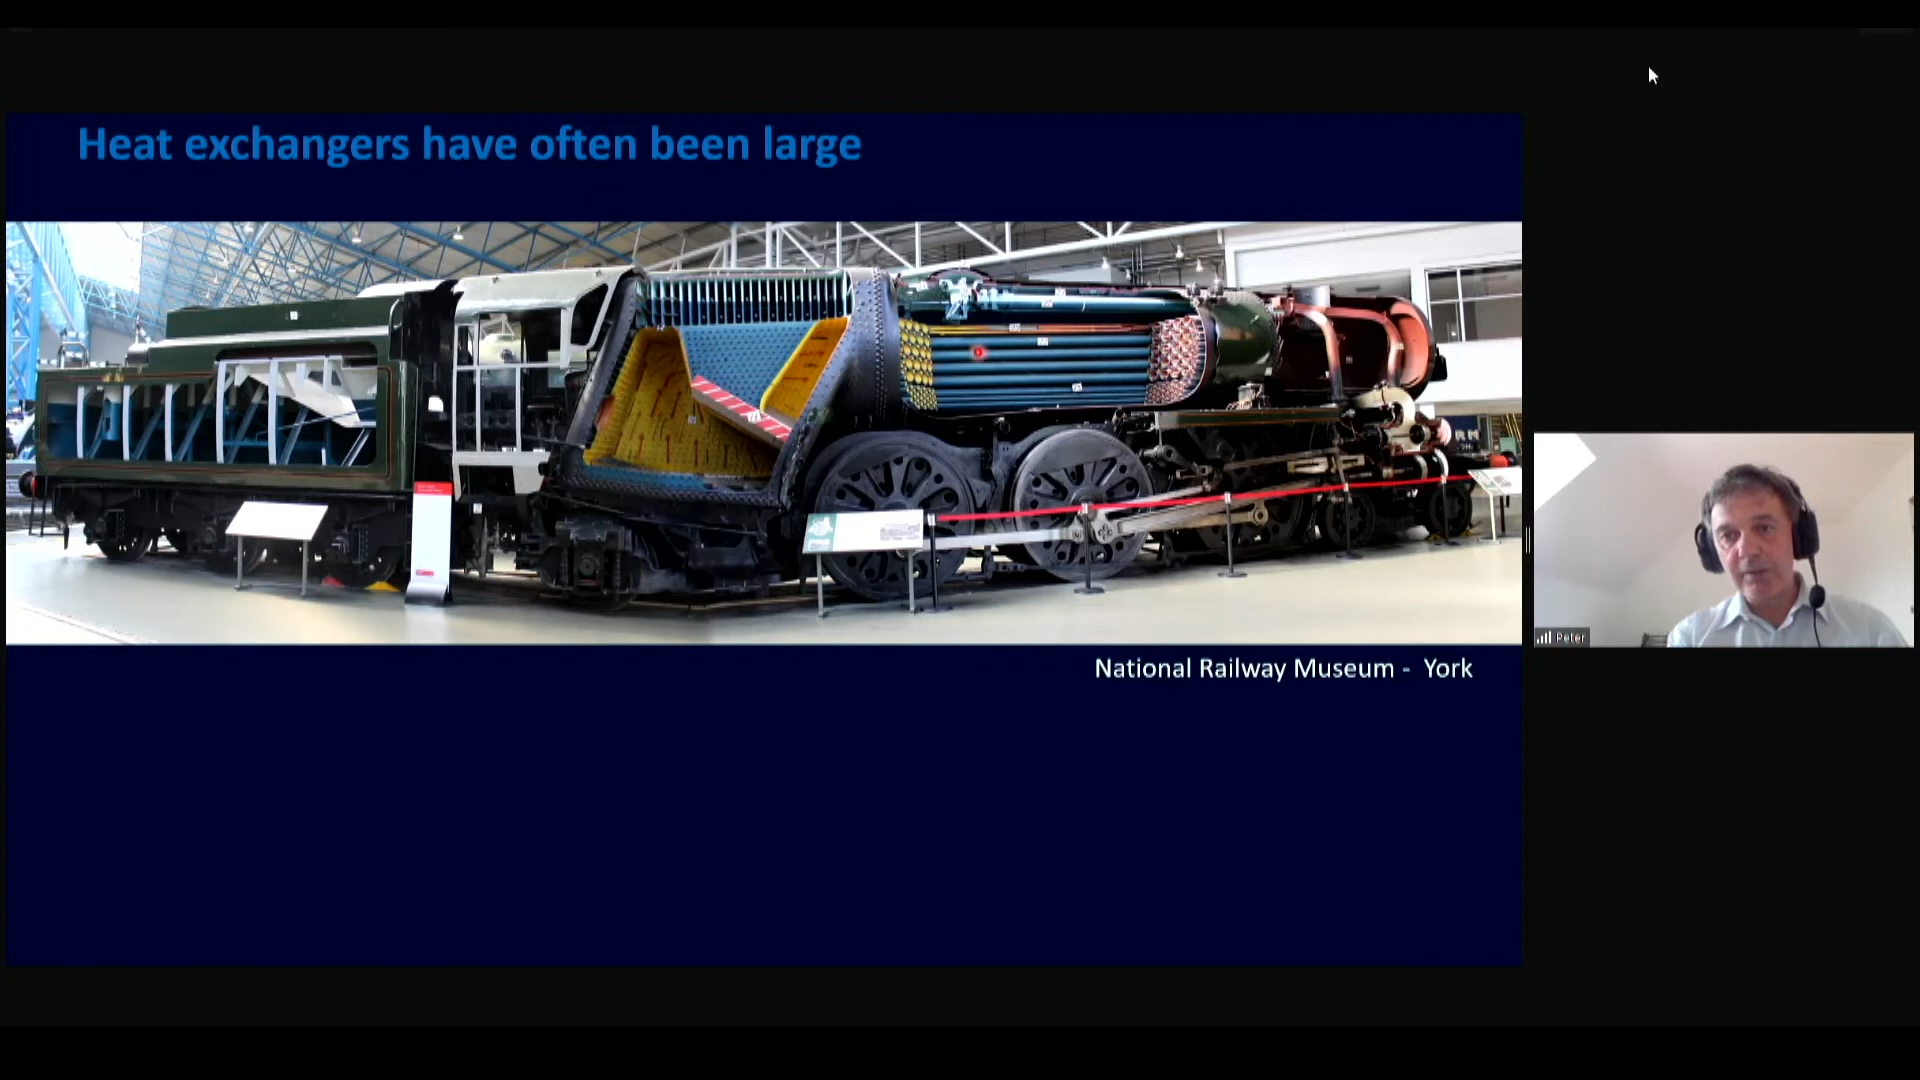 Heat exchangers have often been large
National Railway Museum - York
Peter